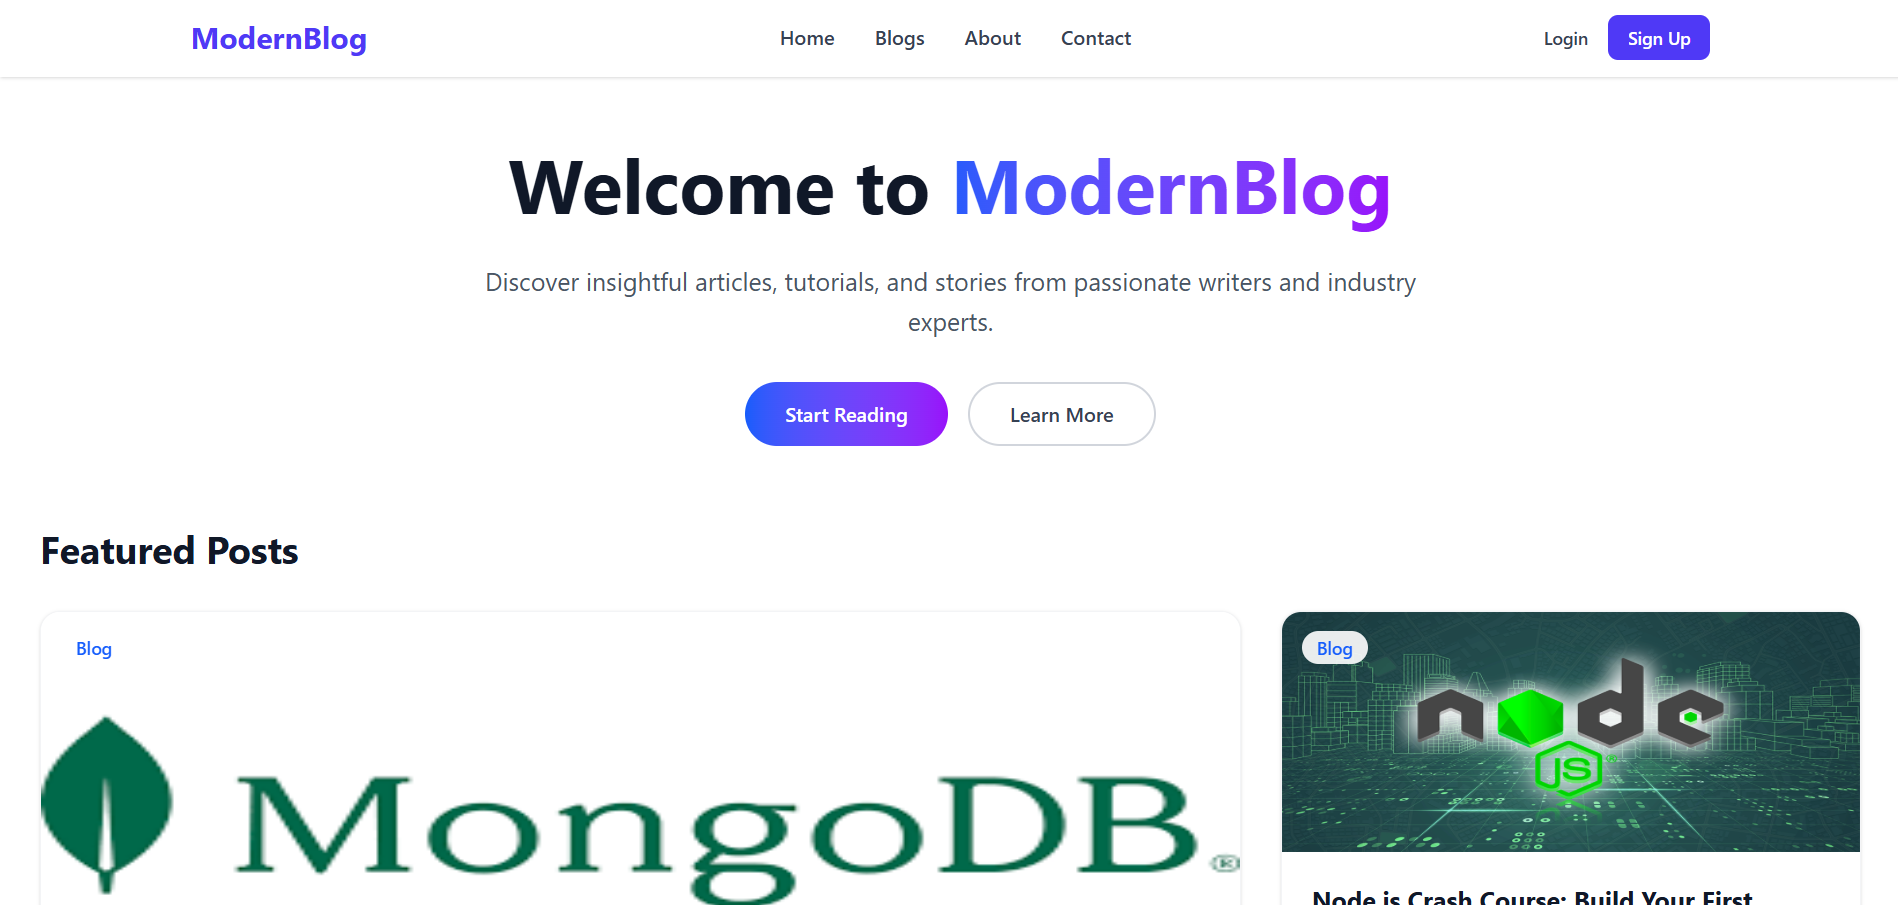 ModernBlog
Home Blogs About Contact
Login Sign Up
Welcome to ModernBlog
Discover insightful articles, tutorials, and stories from passionate writers and industry
experts.
Start Reading Learn More
Featured Posts
Blog
MongoDB®
Blog
node
JS
Node.js Crash Course: Build Your First